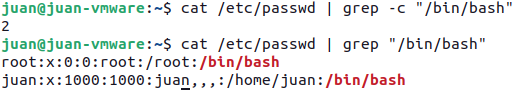 juan@juan-vmware:~$ cat /etc/passwd | grep -c "/bin/bash"
2
juan@juan-vmware:~$ cat /etc/passwd | grep "/bin/bash"
root:x:0:0:root:/root:/bin/bash
juan:x:1000:1000:juan,,,:/home/juan:/bin/bash